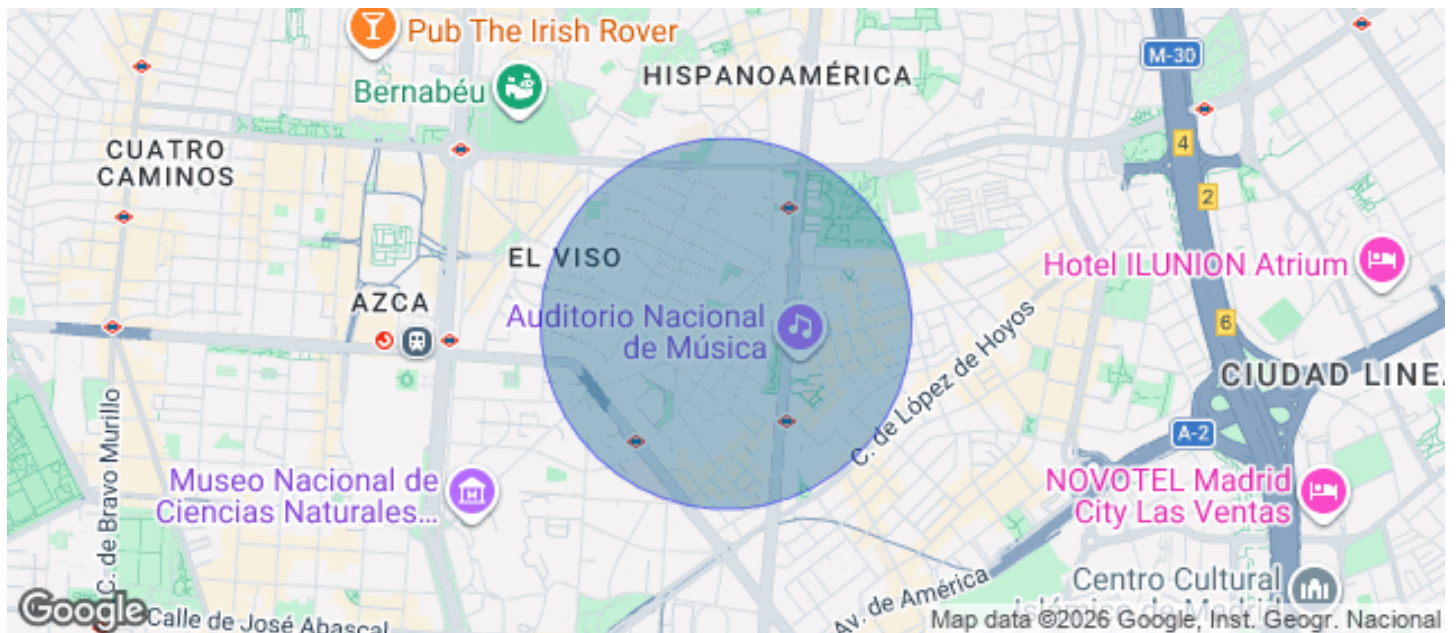 Pub The Irish Rover
HISPANOAMÉRICA
M-30
Bernabéu
4
CUATRO
CAMINOS
2
EL VISO
Hotel ILUNION Atrium
AZCA
Auditorio Nacional
de Música
6
C. de López de Hoyos
CIUDAD LINE
C. de Bravo Murillo
A-2
Museo Nacional de
Ciencias Naturales...
NOVOTEL Madrid
City Las Ventas
Av. de América
Centro Cultural
Islámico de Madrid
Google
Calle de José Abascal
Map data ©2026 Google, Inst. Geogr. Nacional